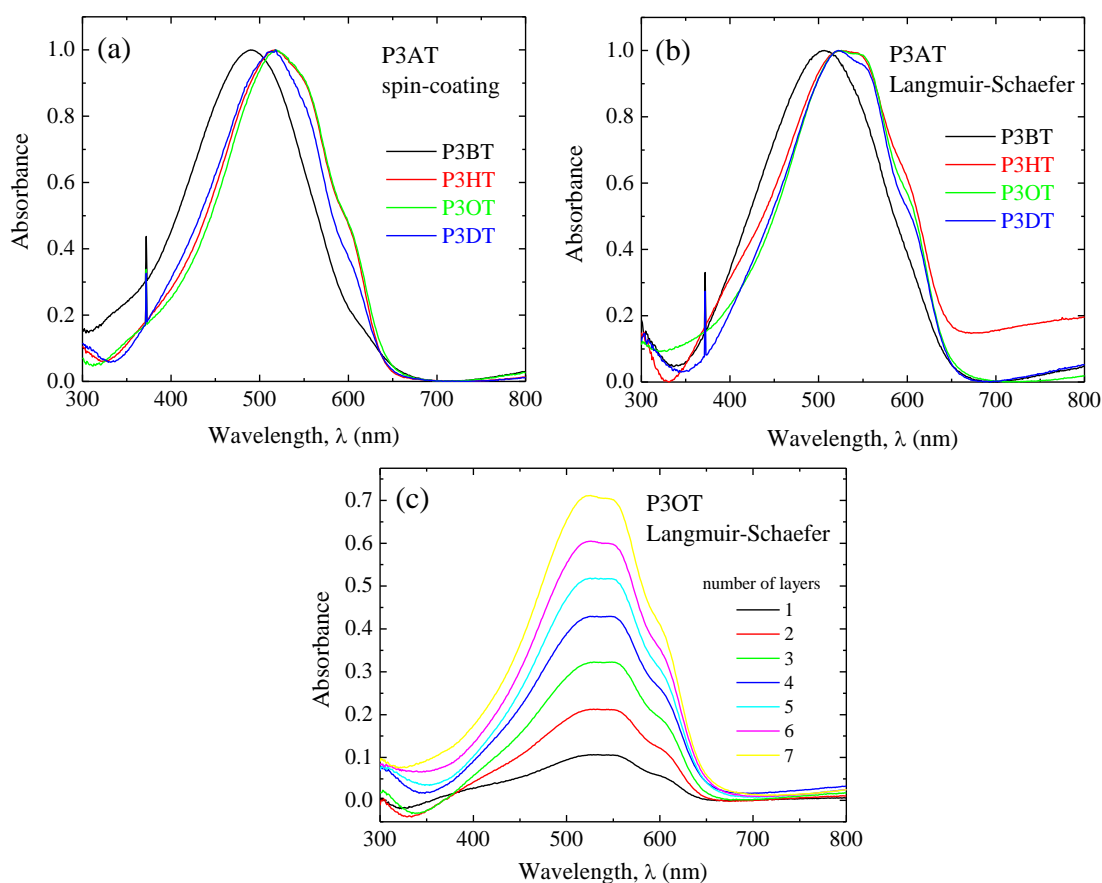 (a)
P3AT
spin-coating
P3BT
P3HT
P3OT
P3DT
Absorbance
1.0
0.8
0.6
0.4
0.2
0.0
300 400 500 600 700 800
Wavelength, λ (nm)
(b)
P3AT
Langmuir-Schaefer
P3BT
P3HT
P3OT
P3DT
Absorbance
1.0
0.8
0.6
0.4
0.2
0.0
300 400 500 600 700 800
Wavelength, λ (nm)
(c)
P3OT
Langmuir-Schaefer
number of layers
1
2
3
4
5
6
7
Absorbance
0.7
0.6
0.5
0.4
0.3
0.2
0.1
0.0
300 400 500 600 700 800
Wavelength, λ (nm)